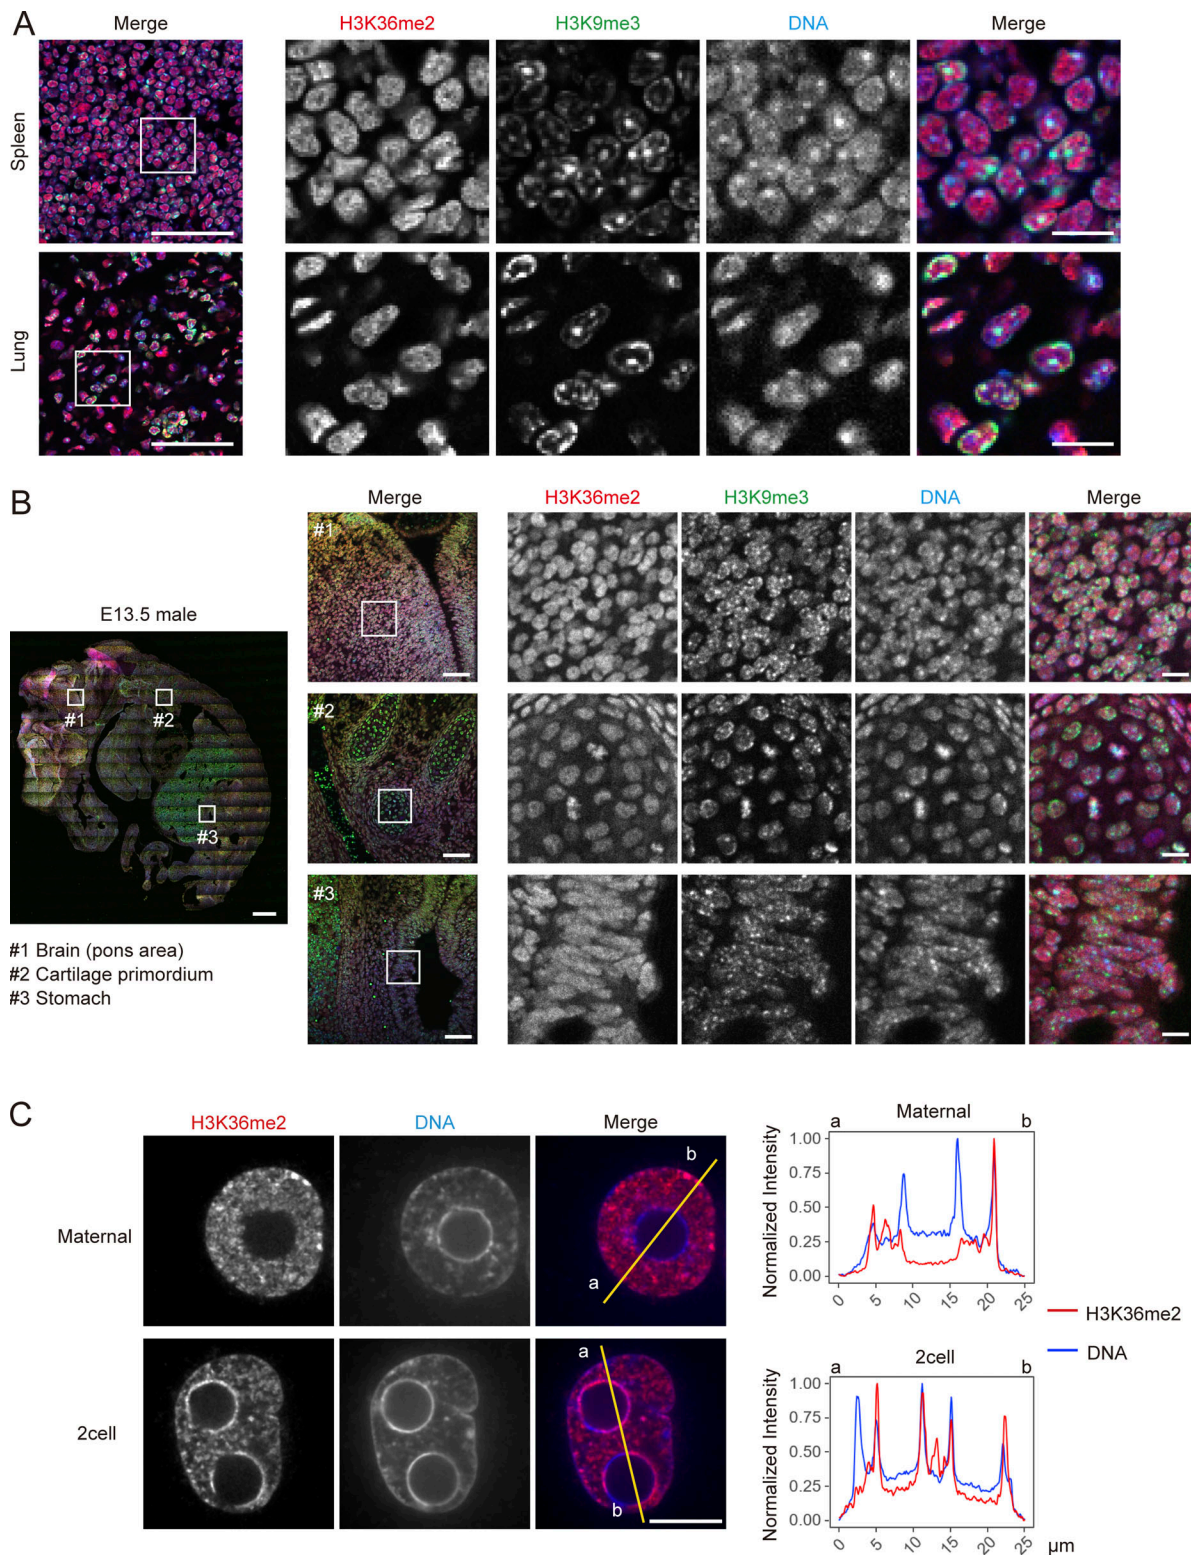 A
Merge
H3K36me2
H3K9me3
DNA
Merge
Spleen
Lung
B
Merge
H3K36me2
H3K9me3
DNA
Merge
E13.5 male
#1
#2
#3
#1
#2
#3
#1 Brain (pons area)
#2 Cartilage primordium
#3 Stomach
C
H3K36me2
DNA
Merge
Maternal
a
b
2cell
a
b
a
Maternal
b
Normalized Intensity
1.00
0.75
0.50
0.25
0.00
0
5
10
15
20
25
H3K36me2
DNA
a
2cell
b
Normalized Intensity
1.00
0.75
0.50
0.25
0.00
0
5
10
15
20
25
µm